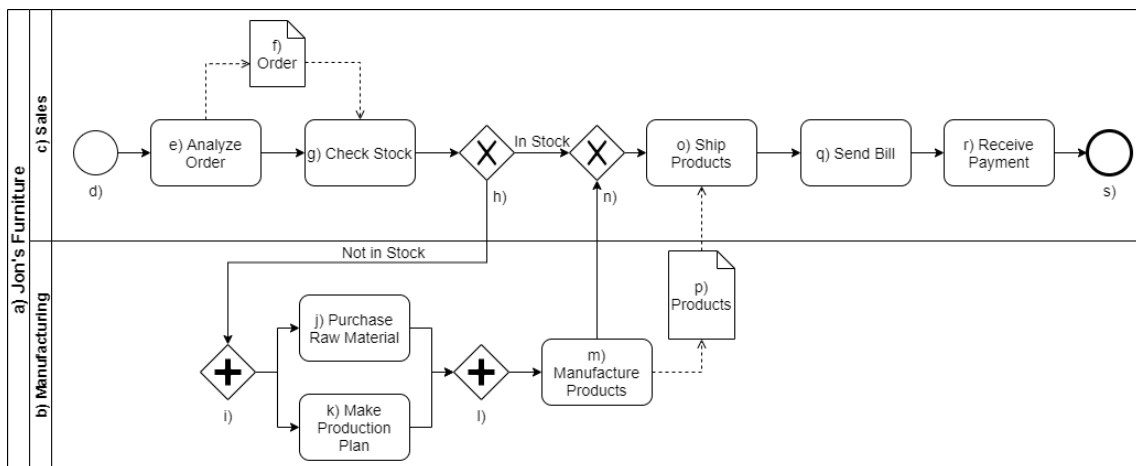 a) Jon's Furniture
c) Sales
b) Manufacturing
d)
e) Analyze
Order
f)
Order
g) Check Stock
h)
In Stock
n)
o) Ship
Products
q) Send Bill
r) Receive
Payment
s)
Not in Stock
i)
j) Purchase
Raw Material
k) Make
Production
Plan
l)
m)
Manufacture
Products
p)
Products